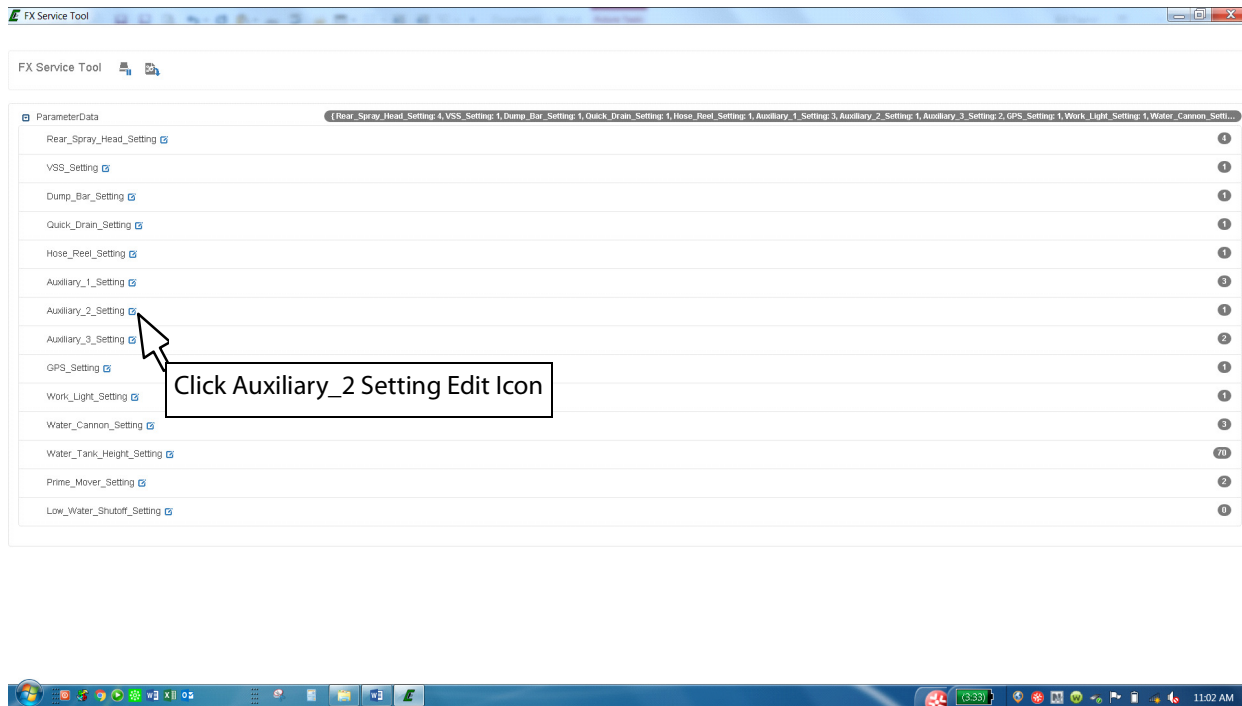 FX Service Tool
FX Service Tool
ParameterData
{ Rear_Spray_Head_Setting: 4, VSS_Setting: 1, Dump_Bar_Setting: 1, Quick_Drain_Setting: 1, Hose_Reel_Setting: 1, Auxiliary_1_Setting: 3, Auxiliary_2_Setting: 1, Auxiliary_3_Setting: 2, GPS_Setting: 1, Work_Light_Setting: 1, Water_Cannon_Setti...
Rear_Spray_Head_Setting 4
VSS_Setting 1
Dump_Bar_Setting 1
Quick_Drain_Setting 1
Hose_Reel_Setting 1
Auxiliary_1_Setting 3
Auxiliary_2_Setting 1
Auxiliary_3_Setting 2
GPS_Setting 1
Click Auxiliary_2 Setting Edit Icon
Work_Light_Setting 1
Water_Cannon_Setting 3
Water_Tank_Height_Setting 70
Prime_Mover_Setting 2
Low_Water_Shutoff_Setting 0
(3:33) 11:02 AM